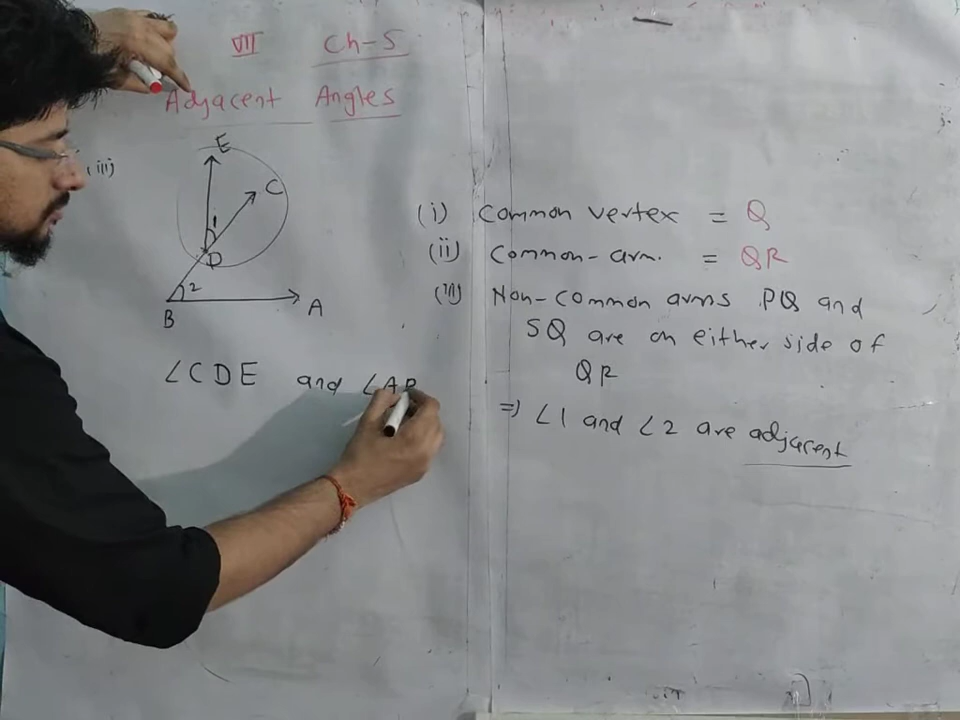 VII Ch-5
Adjacent Angles
(iii)
E
C
1
D
2
B
A
∠CDE and ∠AB
(i) Common vertex = Q
(ii) Common-arm. = QR
(iii) Non-Common arms PQ and
SQ are on either side of
QR
⇒ ∠1 and ∠2 are adjacent